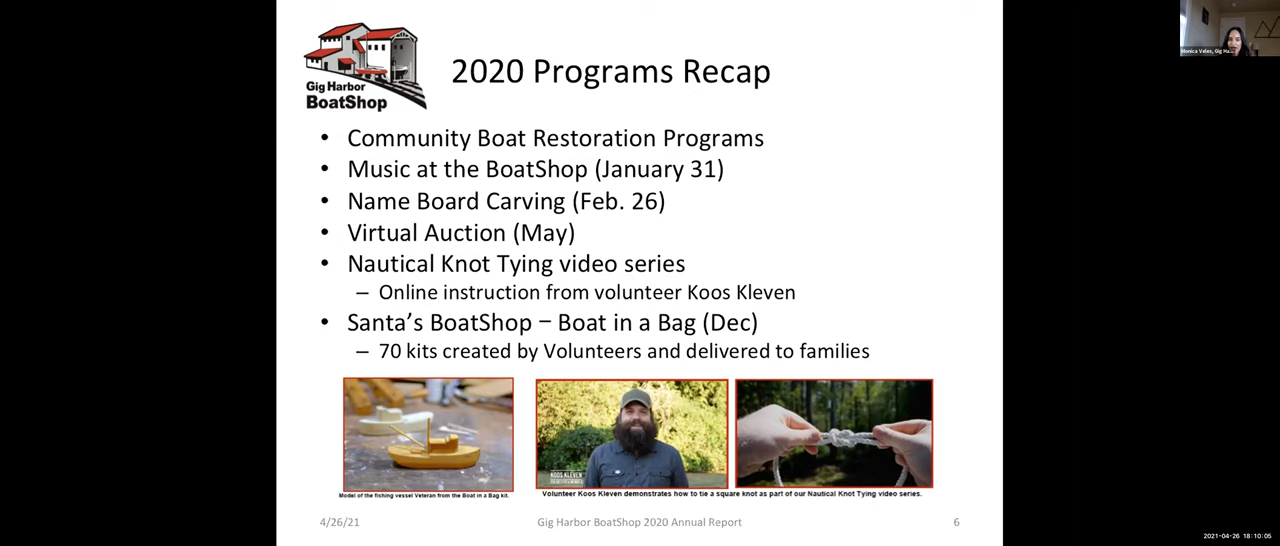 Gig Harbor
BoatShop
2020 Programs Recap
• Community Boat Restoration Programs
• Music at the BoatShop (January 31)
• Name Board Carving (Feb. 26)
• Virtual Auction (May)
• Nautical Knot Tying video series
– Online instruction from volunteer Koos Kleven
• Santa's BoatShop – Boat in a Bag (Dec)
– 70 kits created by Volunteers and delivered to families
KOOS KLEVEN
Model of the fishing vessel Veteran from the Boat in a Bag kit.
Volunteer Koos Kleven demonstrates how to tie a square knot as part of our Nautical Knot Tying video series.
4/26/21
Gig Harbor BoatShop 2020 Annual Report
6
Monica Veles, Gig Ha...
2021-04-26 18:10:05